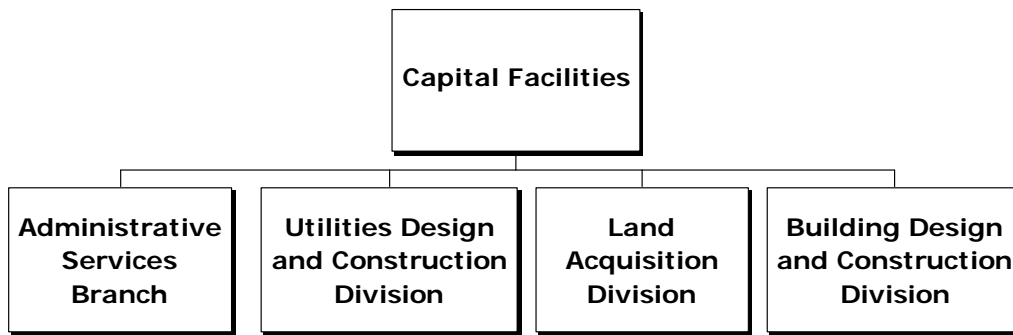 Capital Facilities
Administrative
Services
Branch
Utilities Design
and Construction
Division
Land
Acquisition
Division
Building Design
and Construction
Division